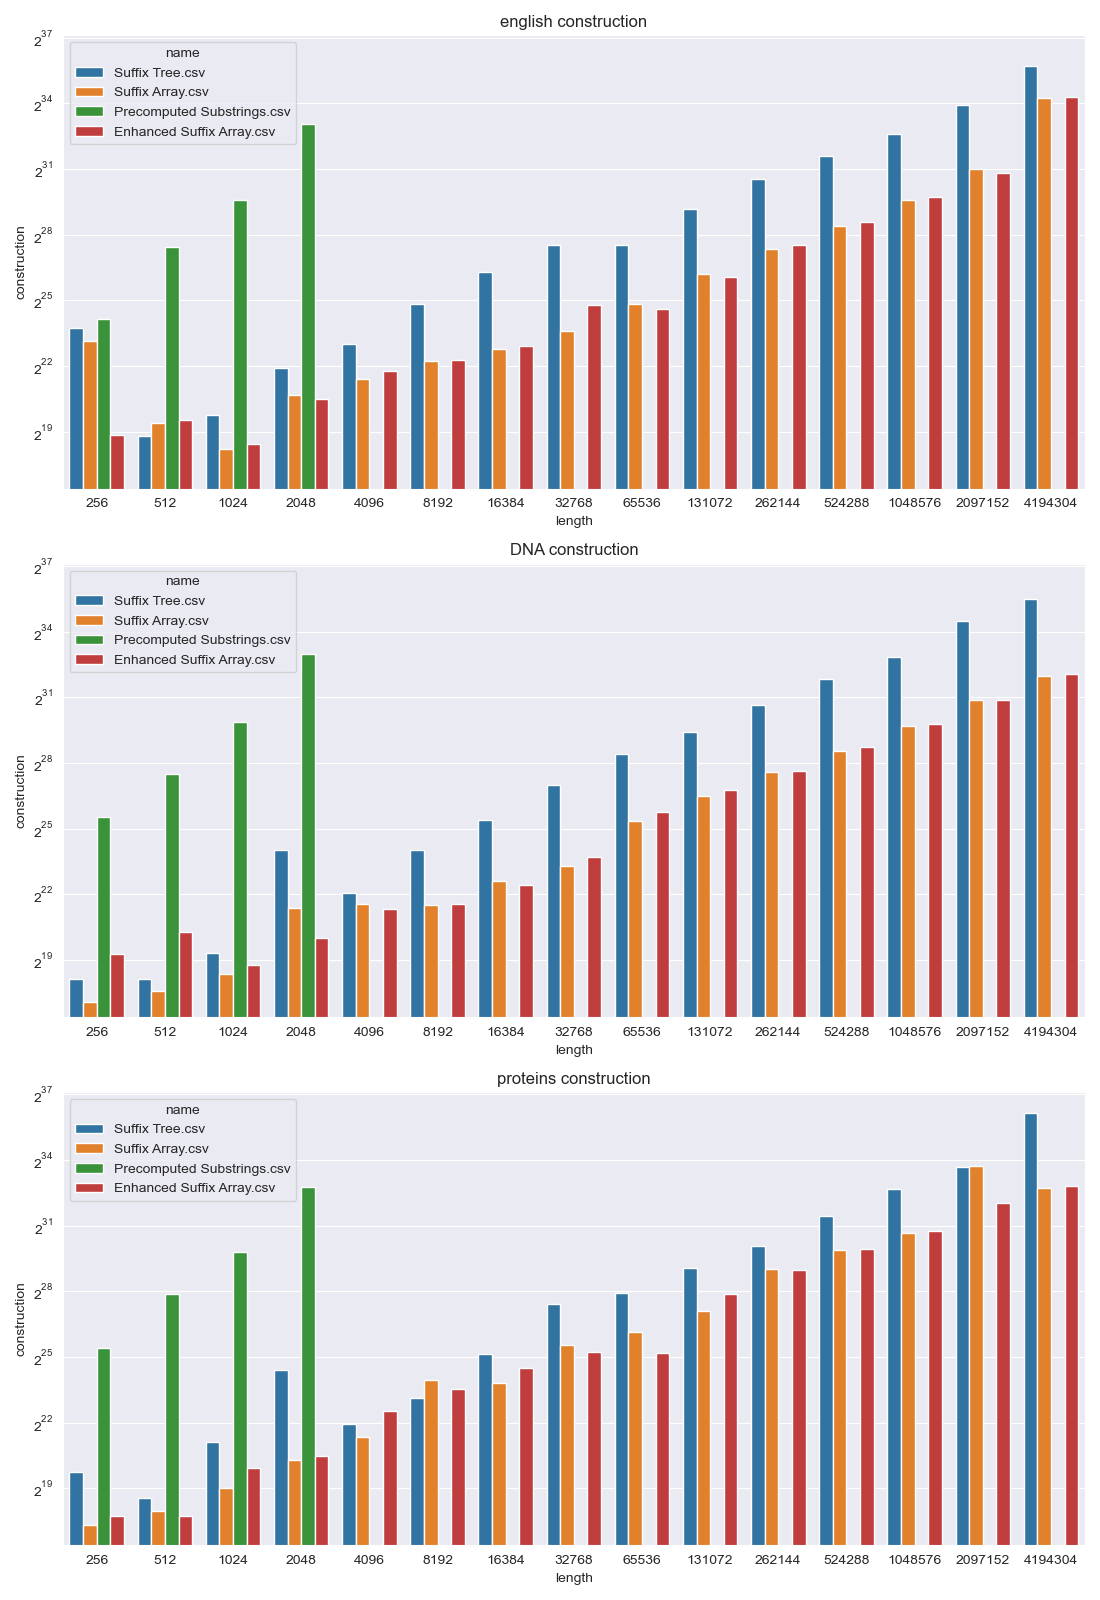 english construction
name
Suffix Tree.csv
Suffix Array.csv
Precomputed Substrings.csv
Enhanced Suffix Array.csv
2^37
2^34
2^31
2^28
2^25
2^22
2^19
construction
256 512 1024 2048 4096 8192 16384 32768 65536 131072 262144 524288 1048576 2097152 4194304
length
DNA construction
name
Suffix Tree.csv
Suffix Array.csv
Precomputed Substrings.csv
Enhanced Suffix Array.csv
2^37
2^34
2^31
2^28
2^25
2^22
2^19
construction
256 512 1024 2048 4096 8192 16384 32768 65536 131072 262144 524288 1048576 2097152 4194304
length
proteins construction
name
Suffix Tree.csv
Suffix Array.csv
Precomputed Substrings.csv
Enhanced Suffix Array.csv
2^37
2^34
2^31
2^28
2^25
2^22
2^19
construction
256 512 1024 2048 4096 8192 16384 32768 65536 131072 262144 524288 1048576 2097152 4194304
length